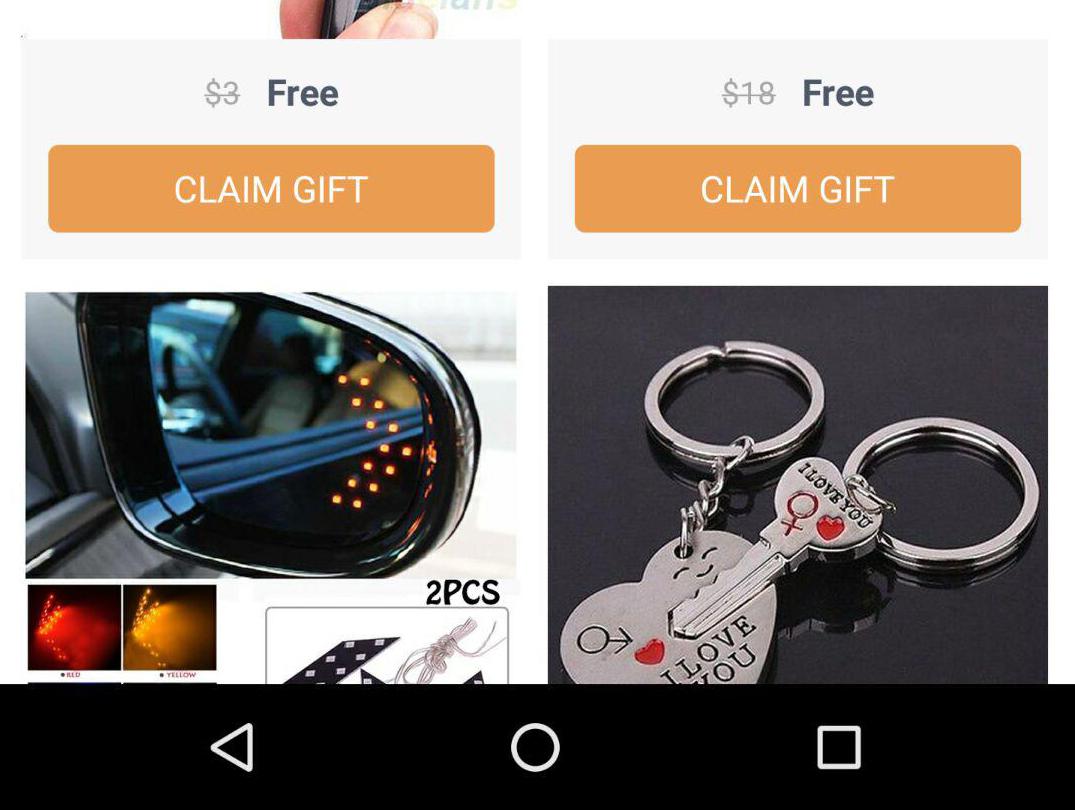 $3 Free
$18 Free
CLAIM GIFT
CLAIM GIFT
2PCS
RED
YELLOW
I LOVE YOU
I LOVE
YOU